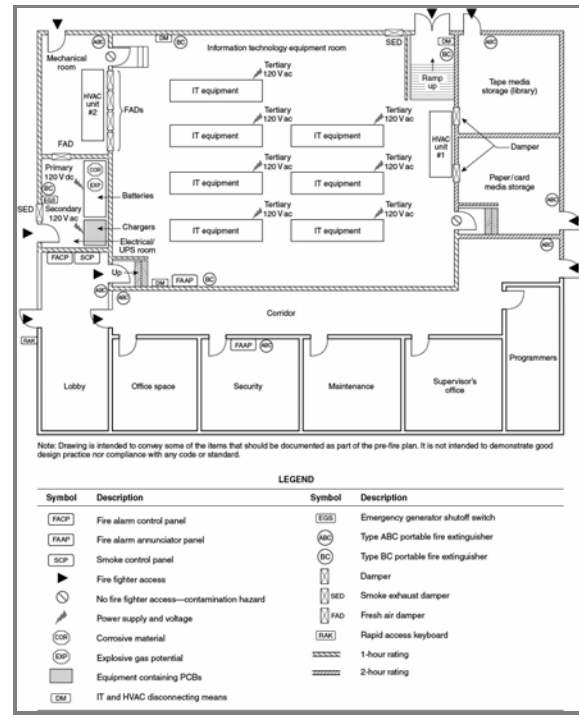 ABC
DM
BC
SED
DM
BC
ABC
Mechanical
room
Information technology equipment room
Ramp
up
Tape media
storage (library)
HVAC
unit
#2
FADs
Tertiary
120 V ac
IT equipment
Tertiary
120 V ac
IT equipment
Tertiary
120 V ac
IT equipment
HVAC
unit
#1
Damper
FAD
Primary
120 V dc
COR
EXP
Batteries
Tertiary
120 V ac
IT equipment
Tertiary
120 V ac
IT equipment
Paper/card
media storage
BC
EGS
SED
Secondary
120 V ac
Chargers
Electrical/
UPS room
Tertiary
120 V ac
IT equipment
Tertiary
120 V ac
IT equipment
ABC
ABC
FACP
SCP
Up
DM
FAAP
BC
ABC
ABC
Corridor
RAK
FAAP
ABC
Lobby
Office space
Security
Maintenance
Supervisor's
office
Programmers
Note: Drawing is intended to convey some of the items that should be documented as part of the pre-fire plan. It is not intended to demonstrate good
design practice nor compliance with any code or standard.
LEGEND
Symbol Description Symbol Description
FACP Fire alarm control panel EGS Emergency generator shutoff switch
FAAP Fire alarm annunciator panel ABC Type ABC portable fire extinguisher
SCP Smoke control panel BC Type BC portable fire extinguisher
Fire fighter access Damper
No fire fighter access—contamination hazard SED Smoke exhaust damper
Power supply and voltage FAD Fresh air damper
COR Corrosive material RAK Rapid access keyboard
EXP Explosive gas potential 1-hour rating
Equipment containing PCBs 2-hour rating
DM IT and HVAC disconnecting means